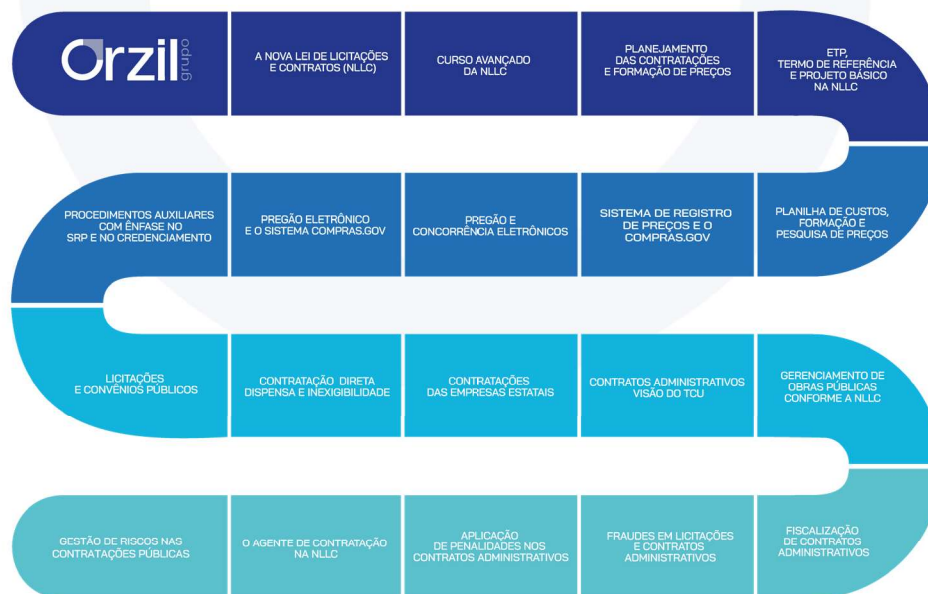 Orzil
grupo
A NOVA LEI DE LICITAÇÕES
E CONTRATOS (NLLC)
CURSO AVANÇADO
DA NLLC
PLANEJAMENTO
DAS CONTRATAÇÕES
E FORMAÇÃO DE PREÇOS
ETP,
TERMO DE REFERÊNCIA
E PROJETO BÁSICO
NA NLLC
PROCEDIMENTOS AUXILIARES
COM ÊNFASE NO
SRP E NO CREDENCIAMENTO
PREGÃO ELETRÔNICO
E O SISTEMA COMPRAS.GOV
PREGÃO E
CONCORRÊNCIA ELETRÔNICOS
SISTEMA DE REGISTRO
DE PREÇOS E O
COMPRAS.GOV
PLANILHA DE CUSTOS,
FORMAÇÃO E
PESQUISA DE PREÇOS
LICITAÇÕES
E CONVÊNIOS PÚBLICOS
CONTRATAÇÃO DIRETA
DISPENSA E INEXIGIBILIDADE
CONTRATAÇÕES
DAS EMPRESAS ESTATAIS
CONTRATOS ADMINISTRATIVOS
VISÃO DO TCU
GERENCIAMENTO DE
OBRAS PÚBLICAS
CONFORME A NLLC
GESTÃO DE RISCOS NAS
CONTRATAÇÕES PÚBLICAS
O AGENTE DE CONTRATAÇÃO
NA NLLC
APLICAÇÃO
DE PENALIDADES NOS
CONTRATOS ADMINISTRATIVOS
FRAUDES EM LICITAÇÕES
E CONTRATOS
ADMINISTRATIVOS
FISCALIZAÇÃO
DE CONTRATOS
ADMINISTRATIVOS